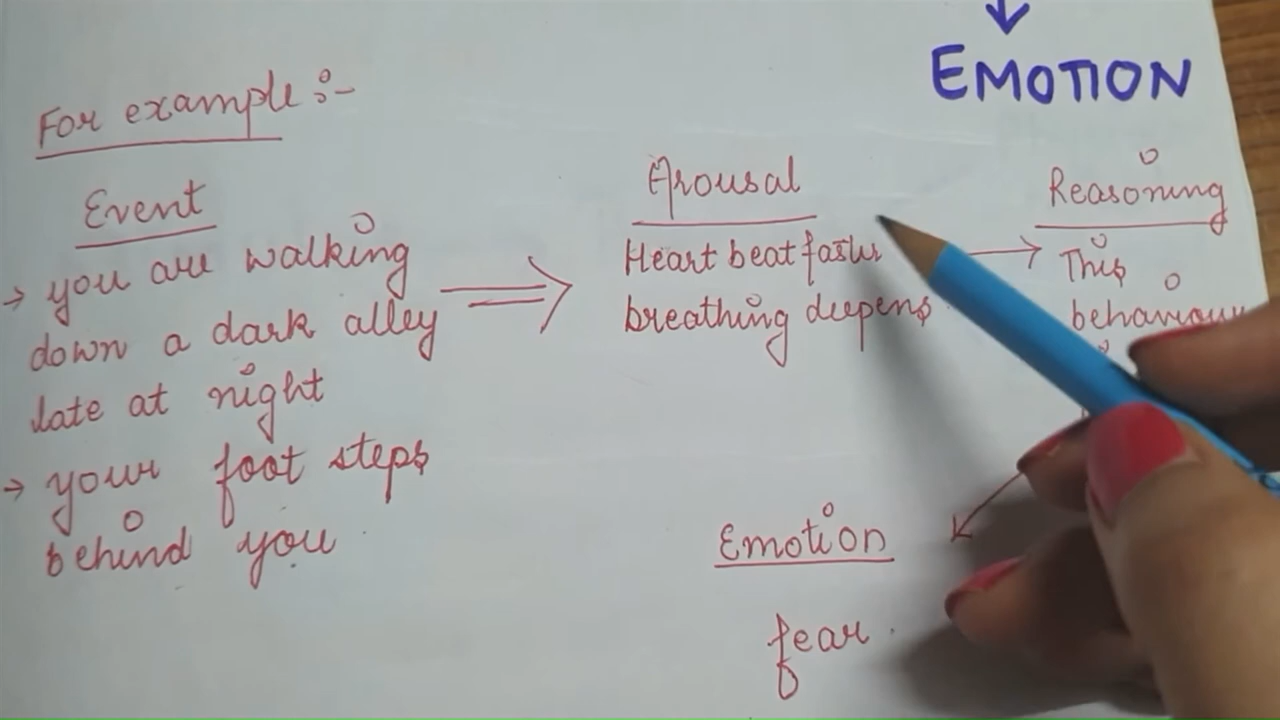 EMOTION
For example :-
Event
→ you are walking
down a dark alley
late at night
→ your foot steps
behind you.
Arousal
Heart beat faster
breathing deepens
Reasoning
This
behaviour
Emotion
fear.